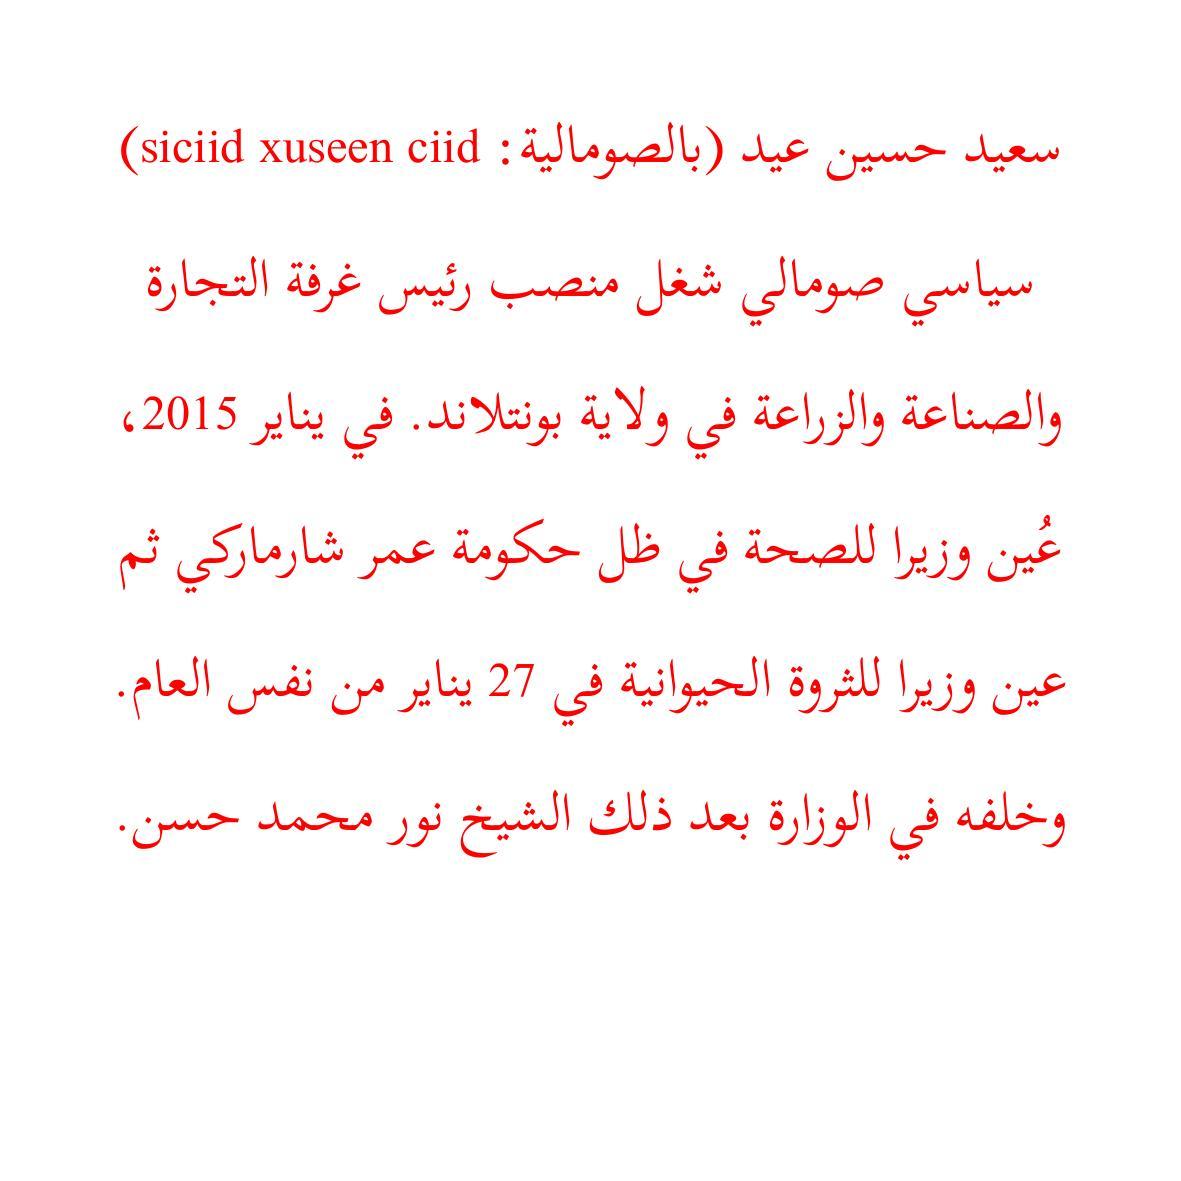 سعيد حسين عيد (بالصومالية: siciid xuseen ciid)
سياسي صومالي شغل منصب رئيس غرفة التجارة
والصناعة والزراعة في ولاية بونتلاند. في يناير 2015،
عُين وزيرا للصحة في ظل حكومة عمر شارماركي ثم
عين وزيرا للثروة الحيوانية في 27 يناير من نفس العام.
وخلفه في الوزارة بعد ذلك الشيخ نور محمد حسن.